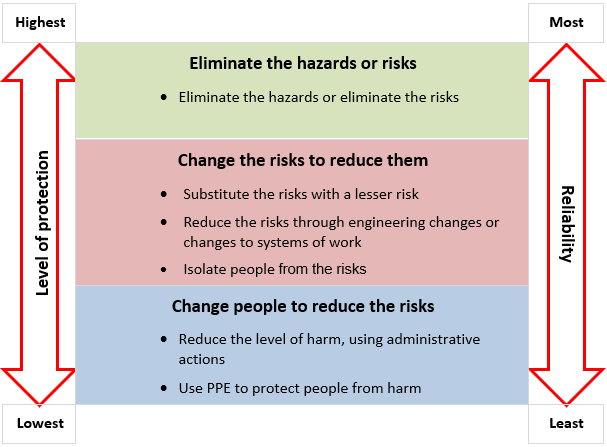 Highest
Most
Eliminate the hazards or risks
• Eliminate the hazards or eliminate the risks
Change the risks to reduce them
• Substitute the risks with a lesser risk
• Reduce the risks through engineering changes or
changes to systems of work
• Isolate people from the risks
Change people to reduce the risks
• Reduce the level of harm, using administrative
actions
• Use PPE to protect people from harm
Level of protection
Reliability
Lowest
Least